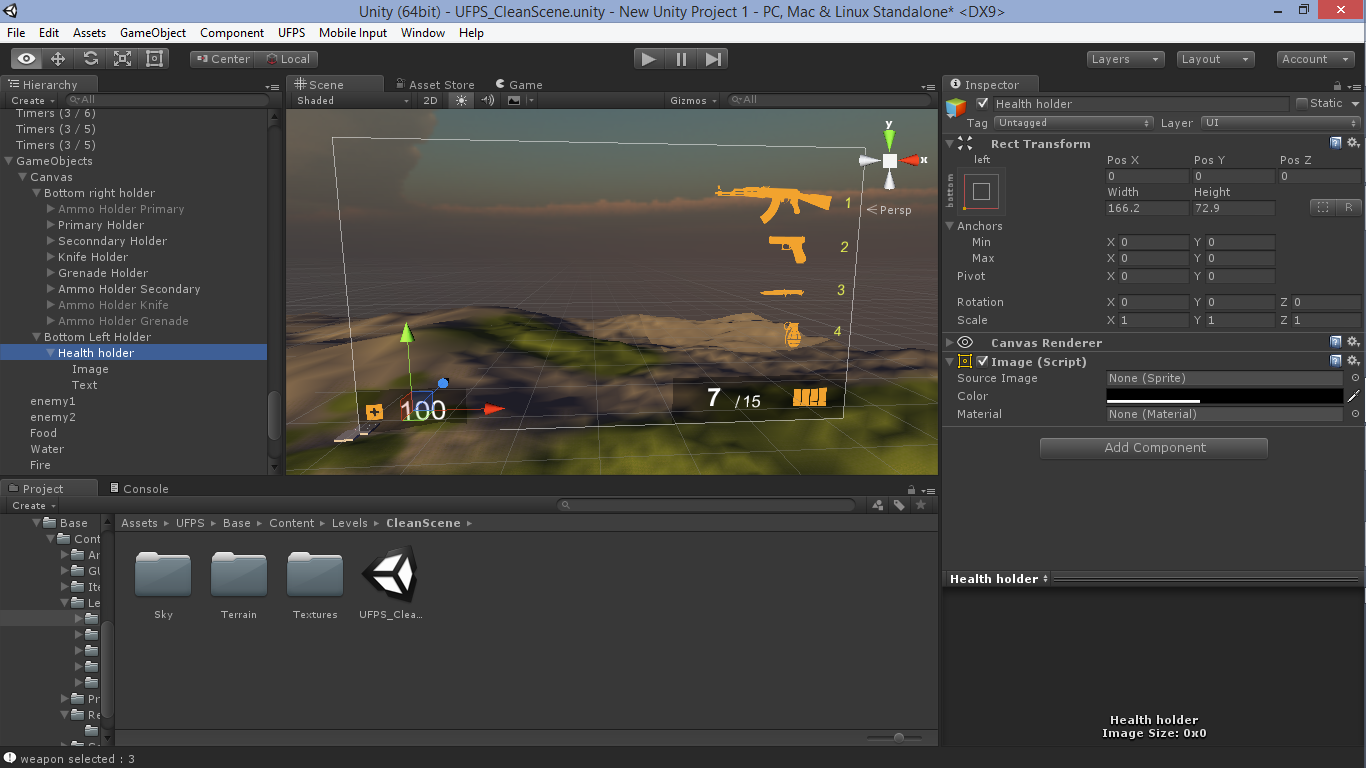 Unity (64bit) - UFPS_CleanScene.unity - New Unity Project 1 - PC, Mac & Linux Standalone* <DX9>
File Edit Assets GameObject Component UFPS Mobile Input Window Help
Center Local Layers Layout Account
Hierarchy
Create All
Timers (3 / 6)
Timers (3 / 5)
Timers (3 / 5)
GameObjects
Canvas
Bottom right holder
Ammo Holder Primary
Primary Holder
Seconndary Holder
Knife Holder
Grenade Holder
Ammo Holder Secondary
Ammo Holder Knife
Ammo Holder Grenade
Bottom Left Holder
Health holder
Image
Text
enemy1
enemy2
Food
Water
Fire
Scene Asset Store Game
Shaded 2D Gizmos All
y
x
Persp
1
2
3
4
100
7 /15
Inspector
Health holder Static
Tag Untagged Layer UI
Rect Transform
left
bottom
Pos X Pos Y Pos Z
0 0 0
Width Height
166.2 72.9 R
Anchors
Min X 0 Y 0
Max X 0 Y 0
Pivot X 0 Y 0
Rotation X 0 Y 0 Z 0
Scale X 1 Y 1 Z 1
Canvas Renderer
Image (Script)
Source Image None (Sprite)
Color
Material None (Material)
Add Component
Health holder
Health holder
Image Size: 0x0
Project Console
Create
Base
Cont
Ar
GU
Ite
Le
Pr
Re
Assets UFPS Base Content Levels CleanScene
Sky Terrain Textures UFPS_Clea...
weapon selected : 3